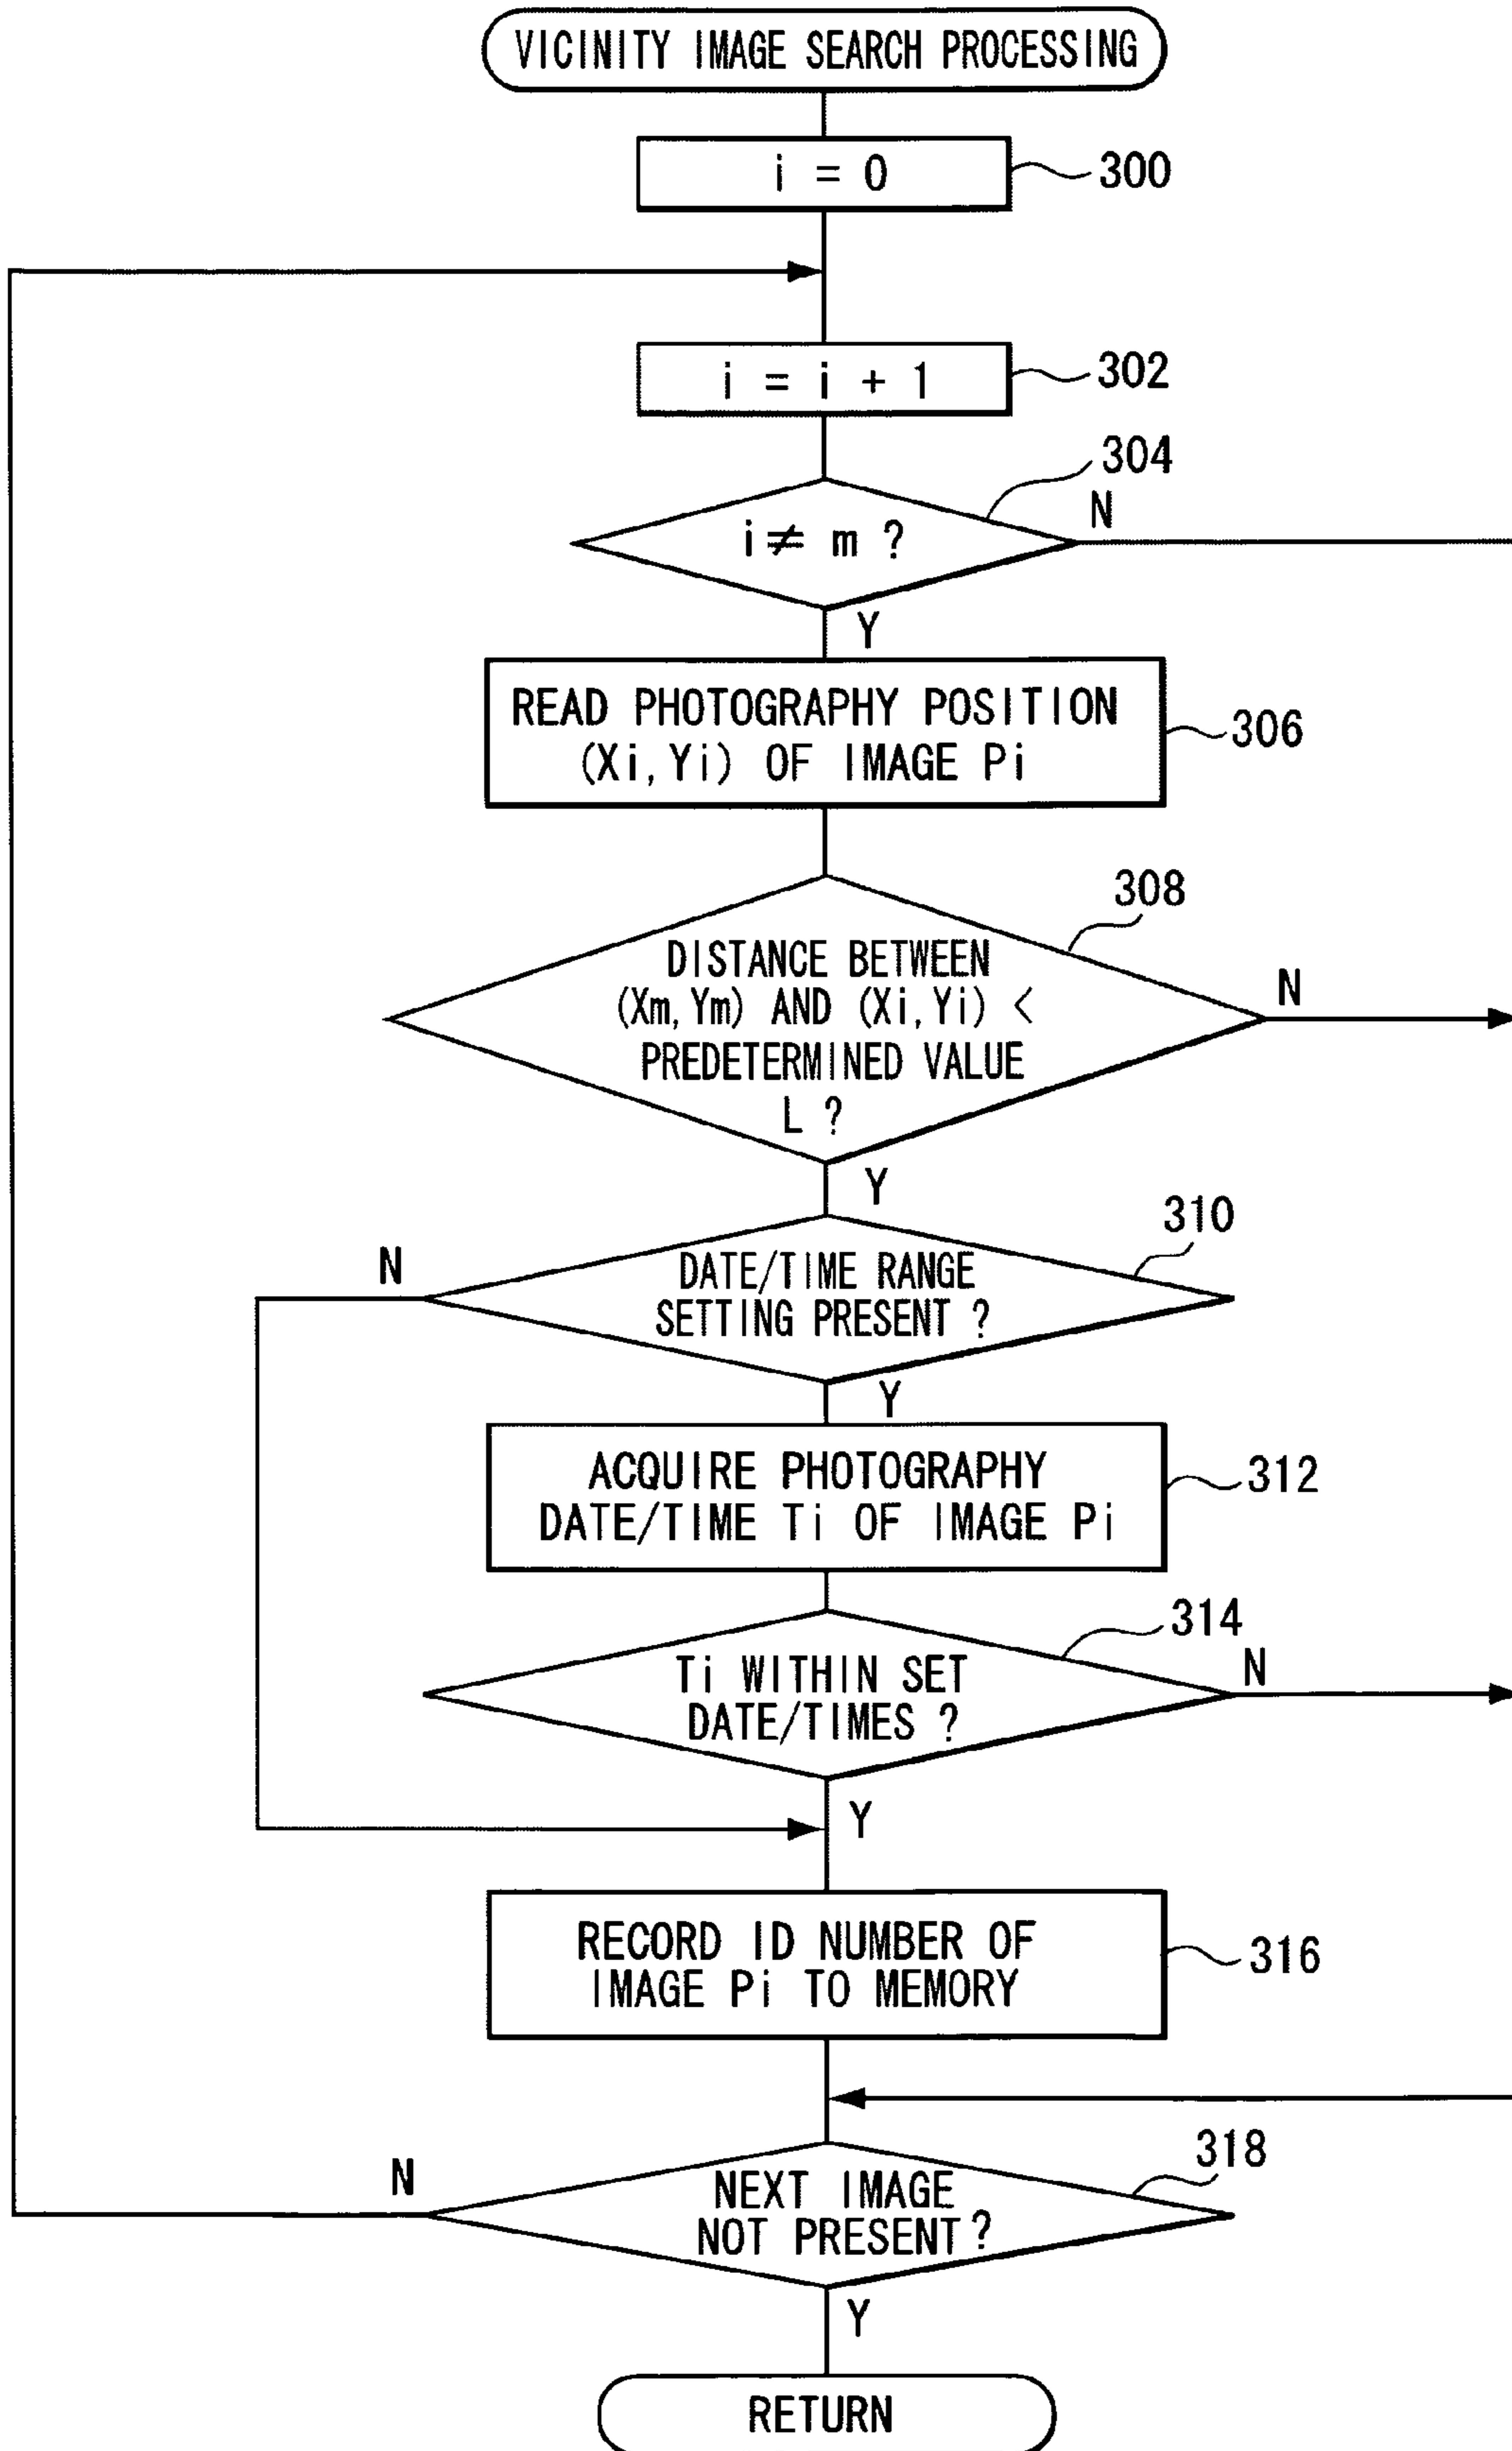 VICINITY IMAGE SEARCH PROCESSING
i = 0
300
i = i + 1
302
304
i ≠ m ?
N
Y
READ PHOTOGRAPHY POSITION
(Xi, Yi) OF IMAGE Pi
306
308
DISTANCE BETWEEN
(Xm, Ym) AND (Xi, Yi) <
PREDETERMINED VALUE
L ?
N
Y
310
N
DATE/TIME RANGE
SETTING PRESENT ?
Y
ACQUIRE PHOTOGRAPHY
DATE/TIME Ti OF IMAGE Pi
312
314
Ti WITHIN SET
DATE/TIMES ?
N
Y
RECORD ID NUMBER OF
IMAGE Pi TO MEMORY
316
318
N
NEXT IMAGE
NOT PRESENT ?
Y
RETURN